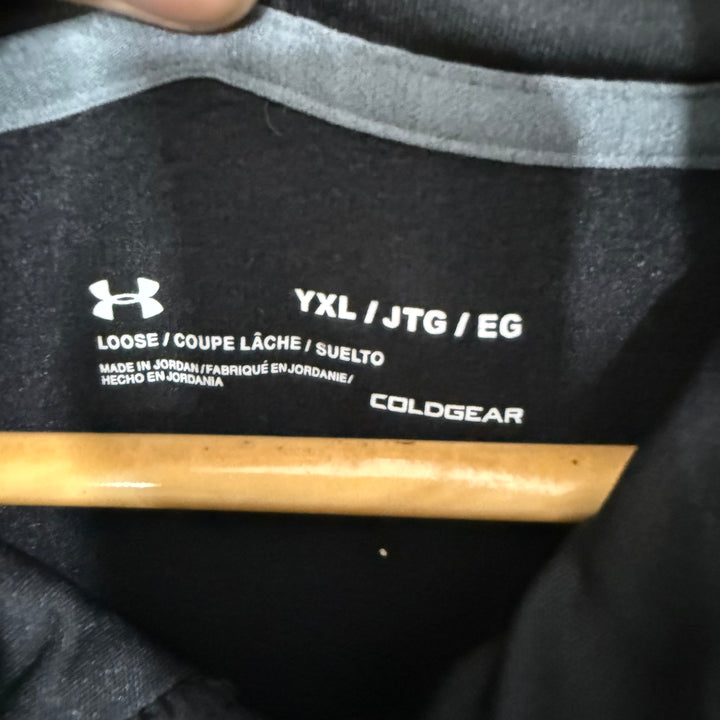 YXL / JTG / EG
LOOSE / COUPE LÂCHE / SUELTO
MADE IN JORDAN / FABRIQUÉ EN JORDANIE /
HECHO EN JORDANIA
COLDGEAR